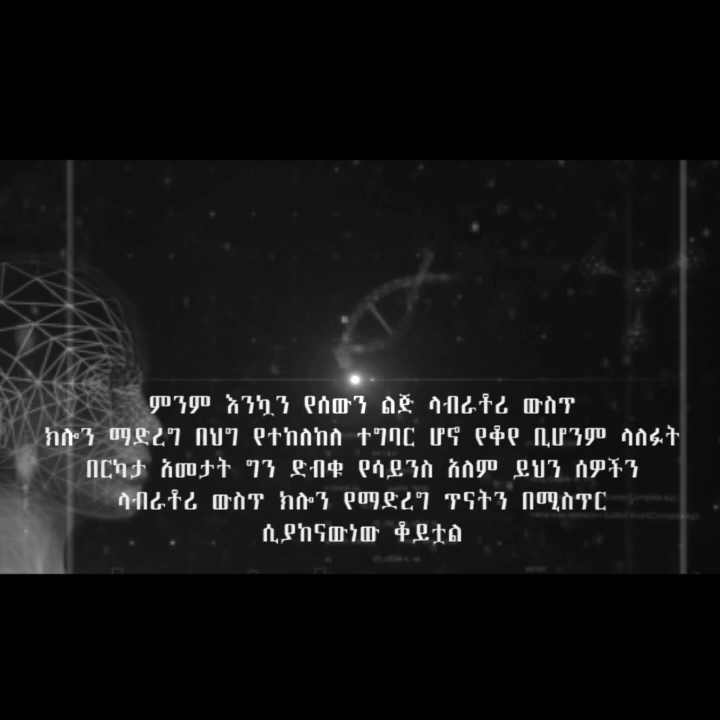 ምንም እንኳን የሰውን ልጅ ላብራቶሪ ውስጥ
ክሎን ማድረግ በህግ የተከለከለ ተግባር ሆኖ የቆየ ቢሆንም ላለፉት
በርካታ አመታት ግን ድብቁ የሳይንስ አለም ይህን ሰዎችን
ላብራቶሪ ውስጥ ክሎን የማድረግ ጥናትን በሚስጥር
ሲያከናውነው ቆይቷል